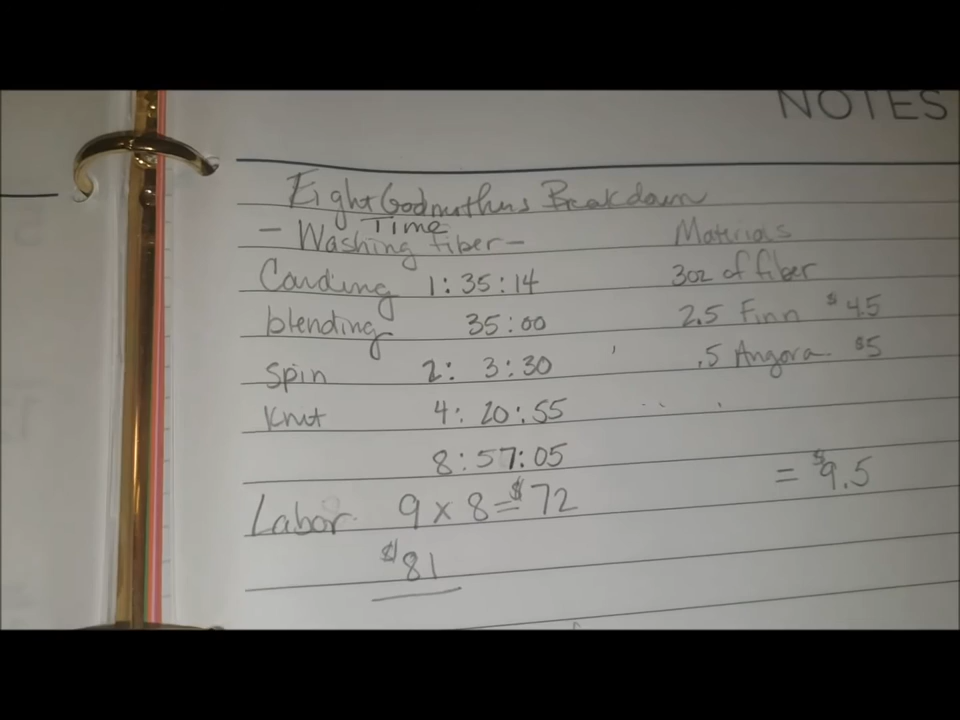 NOTES
Eight Godmuthers Breakdown
Time
- Washing fiber -
Carding 1:35:14
blending 35:00
Spin 2: 3:30
Knit 4: 20:55
8:57:05
Labor. 9 x 8 = $72
$81
Materials
3oz of fiber
2.5 Finn $4.5
.5 Angora. $5
= $9.5